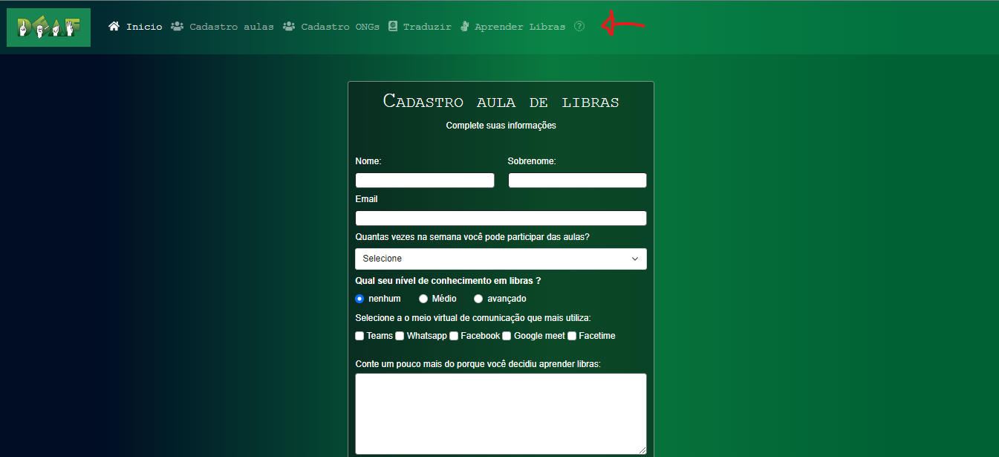 DEAF
Inicio Cadastro aulas Cadastro ONGs Traduzir Aprender Libras ?
Cadastro aula de libras
Complete suas informações
Nome: Sobrenome:
Email
Quantas vezes na semana você pode participar das aulas?
Selecione
Qual seu nível de conhecimento em libras ?
nenhum Médio avançado
Selecione a o meio virtual de comunicação que mais utiliza:
Teams Whatsapp Facebook Google meet Facetime
Conte um pouco mais do porque você decidiu aprender libras: